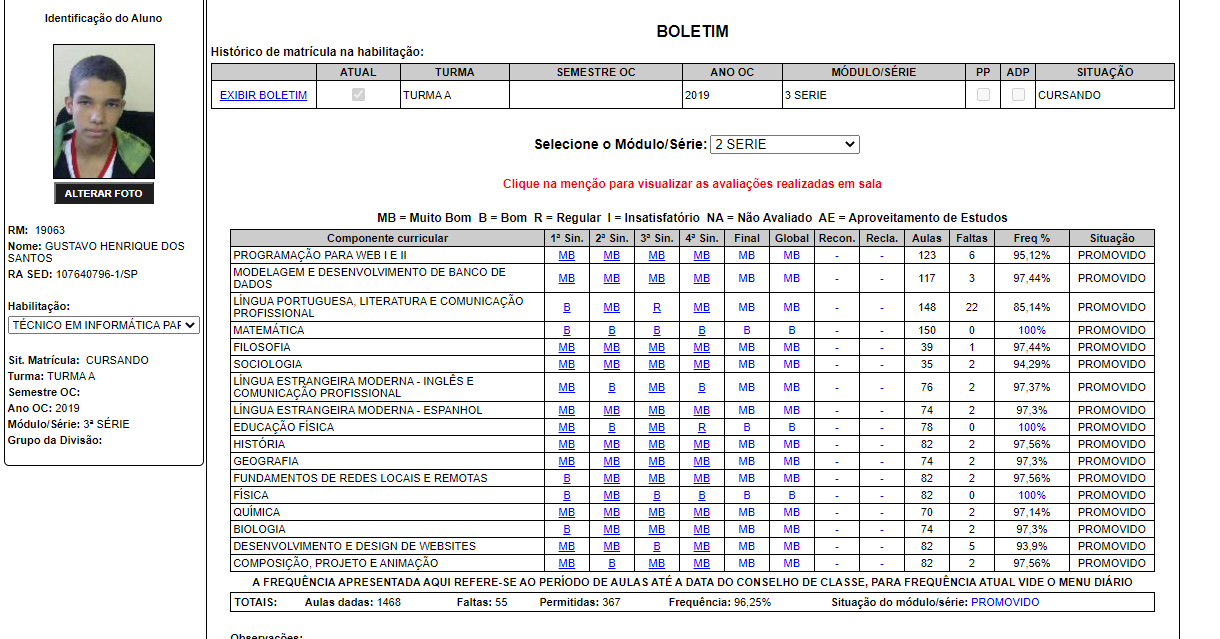 Identificação do Aluno
ALTERAR FOTO
RM: 19063
Nome: GUSTAVO HENRIQUE DOS
SANTOS
RA SED: 107640796-1/SP
Habilitação:
TÉCNICO EM INFORMÁTICA PAF
Sit. Matrícula: CURSANDO
Turma: TURMA A
Semestre OC:
Ano OC: 2019
Módulo/Série: 3ª SÉRIE
Grupo da Divisão:
BOLETIM
Histórico de matrícula na habilitação:
ATUAL TURMA SEMESTRE OC ANO OC MÓDULO/SÉRIE PP ADP SITUAÇÃO
EXIBIR BOLETIM TURMA A 2019 3 SERIE CURSANDO
Selecione o Módulo/Série: 2 SERIE
Clique na menção para visualizar as avaliações realizadas em sala
MB = Muito Bom B = Bom R = Regular I = Insatisfatório NA = Não Avaliado AE = Aproveitamento de Estudos
Componente curricular 1ª Sin. 2ª Sin. 3ª Sin. 4ª Sin. Final Global Recon. Recla. Aulas Faltas Freq % Situação
PROGRAMAÇÃO PARA WEB I E II MB MB MB MB MB MB - - 123 6 95,12% PROMOVIDO
MODELAGEM E DESENVOLVIMENTO DE BANCO DE
DADOS MB MB MB MB MB MB - - 117 3 97,44% PROMOVIDO
LÍNGUA PORTUGUESA, LITERATURA E COMUNICAÇÃO
PROFISSIONAL B MB R MB MB MB - - 148 22 85,14% PROMOVIDO
MATEMÁTICA B B B B B B - - 150 0 100% PROMOVIDO
FILOSOFIA MB MB MB MB MB MB - - 39 1 97,44% PROMOVIDO
SOCIOLOGIA MB MB MB MB MB MB - - 35 2 94,29% PROMOVIDO
LÍNGUA ESTRANGEIRA MODERNA - INGLÊS E
COMUNICAÇÃO PROFISSIONAL MB B MB B MB MB - - 76 2 97,37% PROMOVIDO
LÍNGUA ESTRANGEIRA MODERNA - ESPANHOL MB MB MB MB MB MB - - 74 2 97,3% PROMOVIDO
EDUCAÇÃO FÍSICA MB B MB R B B - - 78 0 100% PROMOVIDO
HISTÓRIA MB MB MB MB MB MB - - 82 2 97,56% PROMOVIDO
GEOGRAFIA MB MB MB MB MB MB - - 74 2 97,3% PROMOVIDO
FUNDAMENTOS DE REDES LOCAIS E REMOTAS B MB MB MB MB MB - - 82 2 97,56% PROMOVIDO
FÍSICA B MB B B B B - - 82 0 100% PROMOVIDO
QUÍMICA MB MB MB MB MB MB - - 70 2 97,14% PROMOVIDO
BIOLOGIA B MB MB MB MB MB - - 74 2 97,3% PROMOVIDO
DESENVOLVIMENTO E DESIGN DE WEBSITES MB MB B MB MB MB - - 82 5 93,9% PROMOVIDO
COMPOSIÇÃO, PROJETO E ANIMAÇÃO MB B MB MB MB MB - - 82 2 97,56% PROMOVIDO
A FREQUÊNCIA APRESENTADA AQUI REFERE-SE AO PERÍODO DE AULAS ATÉ A DATA DO CONSELHO DE CLASSE, PARA FREQUÊNCIA ATUAL VIDE O MENU DIÁRIO
TOTAIS: Aulas dadas: 1468 Faltas: 55 Permitidas: 367 Frequência: 96,25% Situação do módulo/série: PROMOVIDO
Observações: